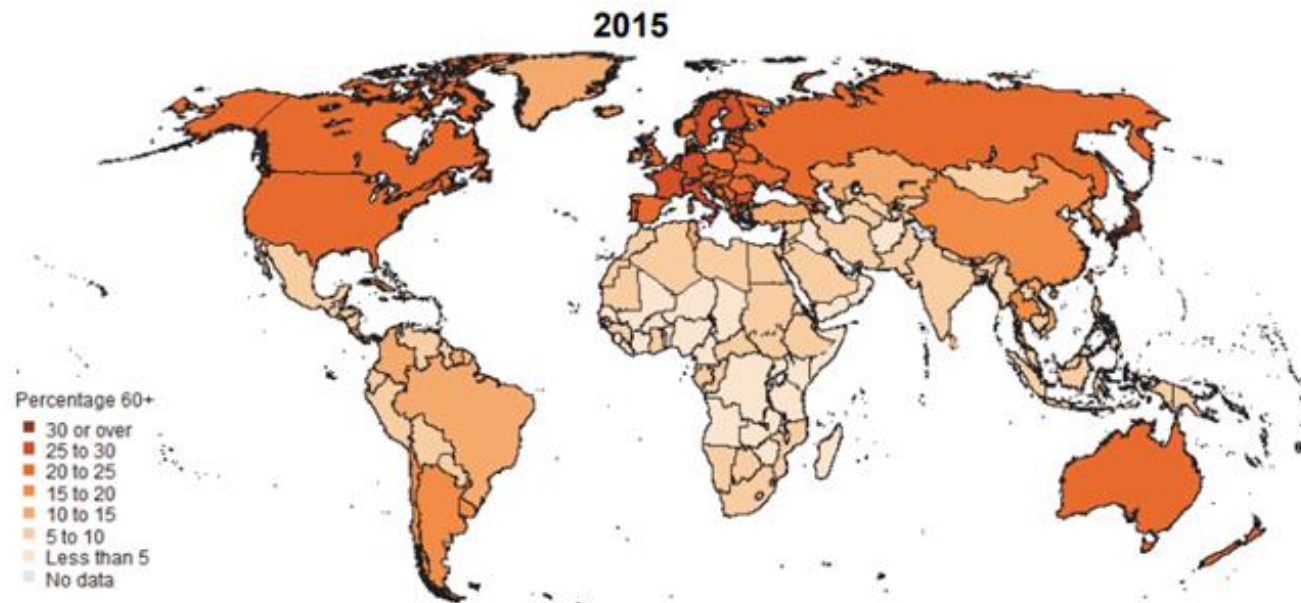 2015
Percentage 60+
30 or over
25 to 30
20 to 25
15 to 20
10 to 15
5 to 10
Less than 5
No data